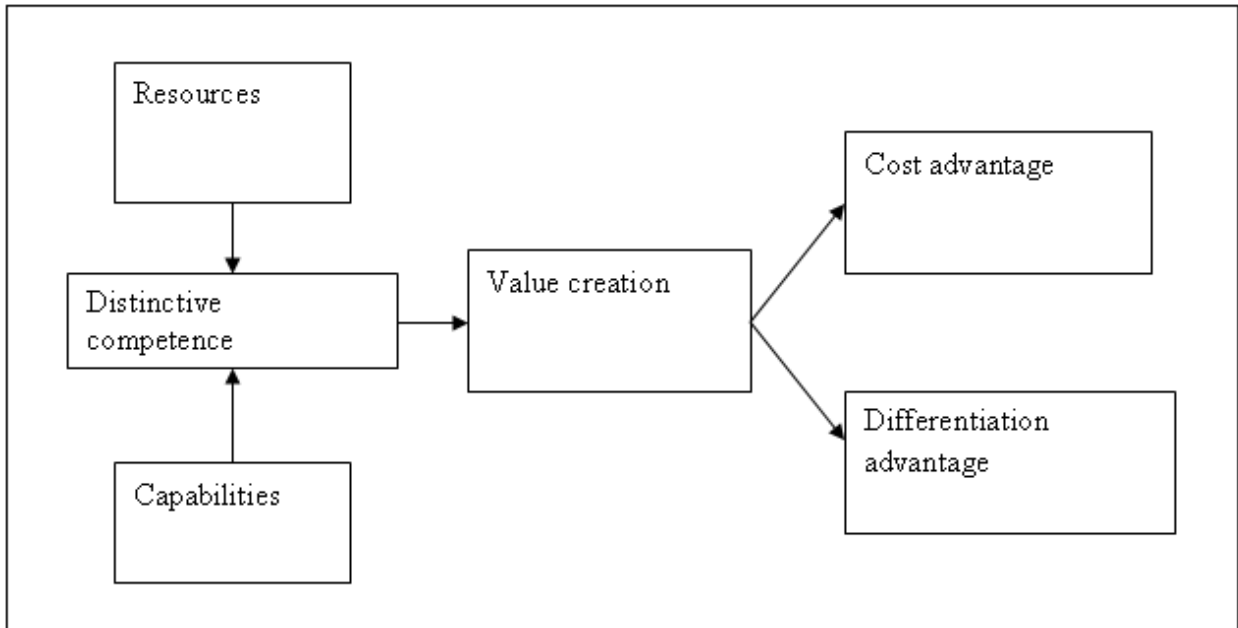 Resources
Distinctive
competence
Capabilities
Value creation
Cost advantage
Differentiation
advantage